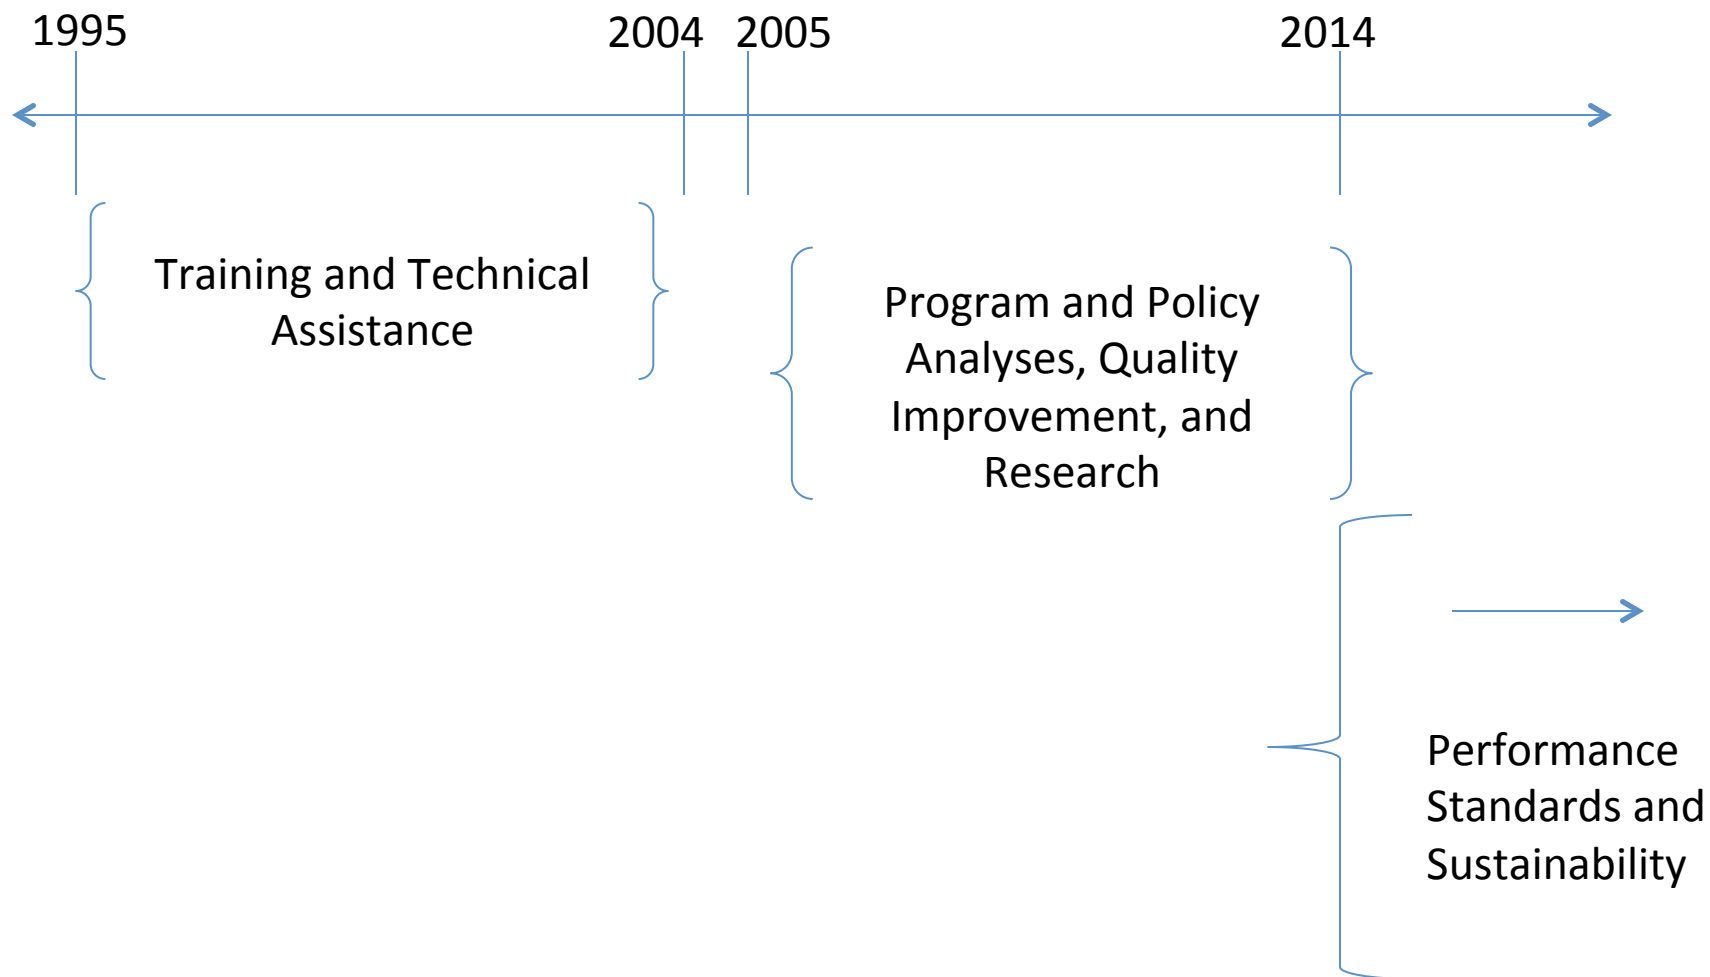 1995 2004 2005 2014
Training and Technical
Assistance
Program and Policy
Analyses, Quality
Improvement, and
Research
Performance
Standards and
Sustainability